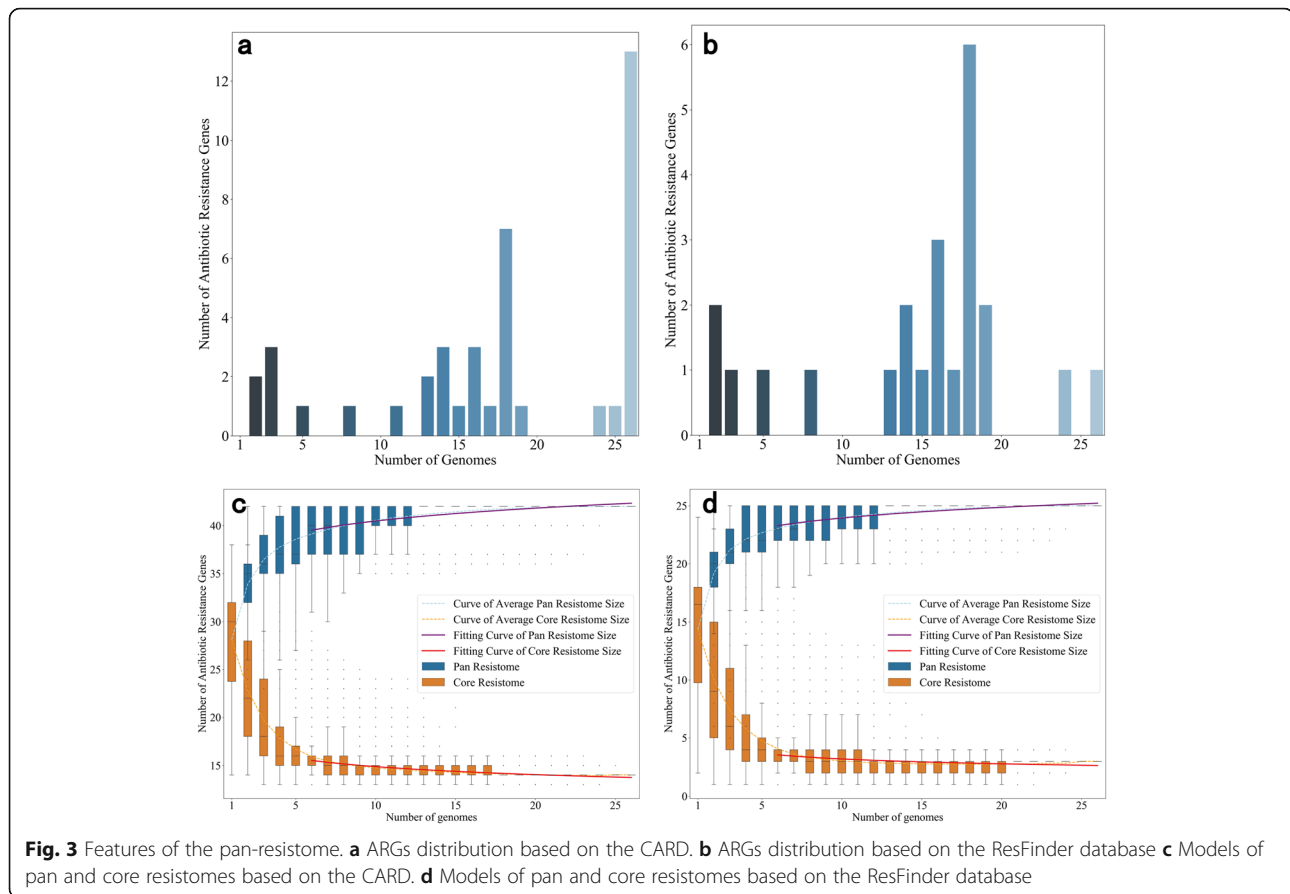 a
Number of Antibiotic Resistance Genes
12
10
8
6
4
2
0
1 5 10 15 20 25
Number of Genomes
b
Number of Antibiotic Resistance Genes
6
5
4
3
2
1
0
1 5 10 15 20 25
Number of Genomes
c
Number of Antibiotic Resistance Genes
40
35
30
25
20
15
Curve of Average Pan Resistome Size
Curve of Average Core Resistome Size
Fitting Curve of Pan Resistome Size
Fitting Curve of Core Resistome Size
Pan Resistome
Core Resistome
1 5 10 15 20 25
Number of genomes
d
Number of Antibiotic Resistance Genes
25
20
15
10
5
0
Curve of Average Pan Resistome Size
Curve of Average Core Resistome Size
Fitting Curve of Pan Resistome Size
Fitting Curve of Core Resistome Size
Pan Resistome
Core Resistome
1 5 10 15 20 25
Number of genomes
Fig. 3 Features of the pan-resistome. a ARGs distribution based on the CARD. b ARGs distribution based on the ResFinder database c Models of
pan and core resistomes based on the CARD. d Models of pan and core resistomes based on the ResFinder database